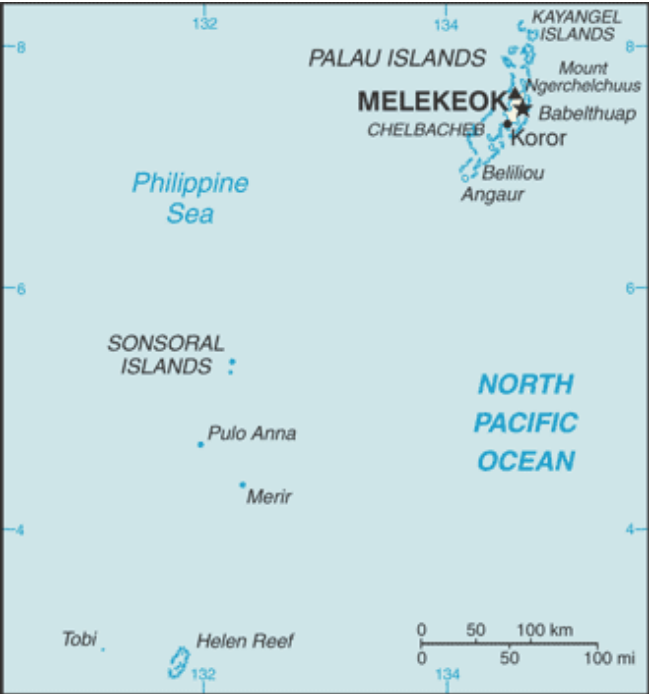 132
134
KAYANGEL
ISLANDS
8
8
PALAU ISLANDS
Mount
Ngerchelchuus
MELEKEOK
Babelthuap
CHELBACHEB
Koror
Beliliou
Angaur
Philippine
Sea
6
6
SONSORAL
ISLANDS
NORTH
PACIFIC
OCEAN
Pulo Anna
Merir
4
4
Tobi
Helen Reef
0 50 100 km
0 50 100 mi
132
134